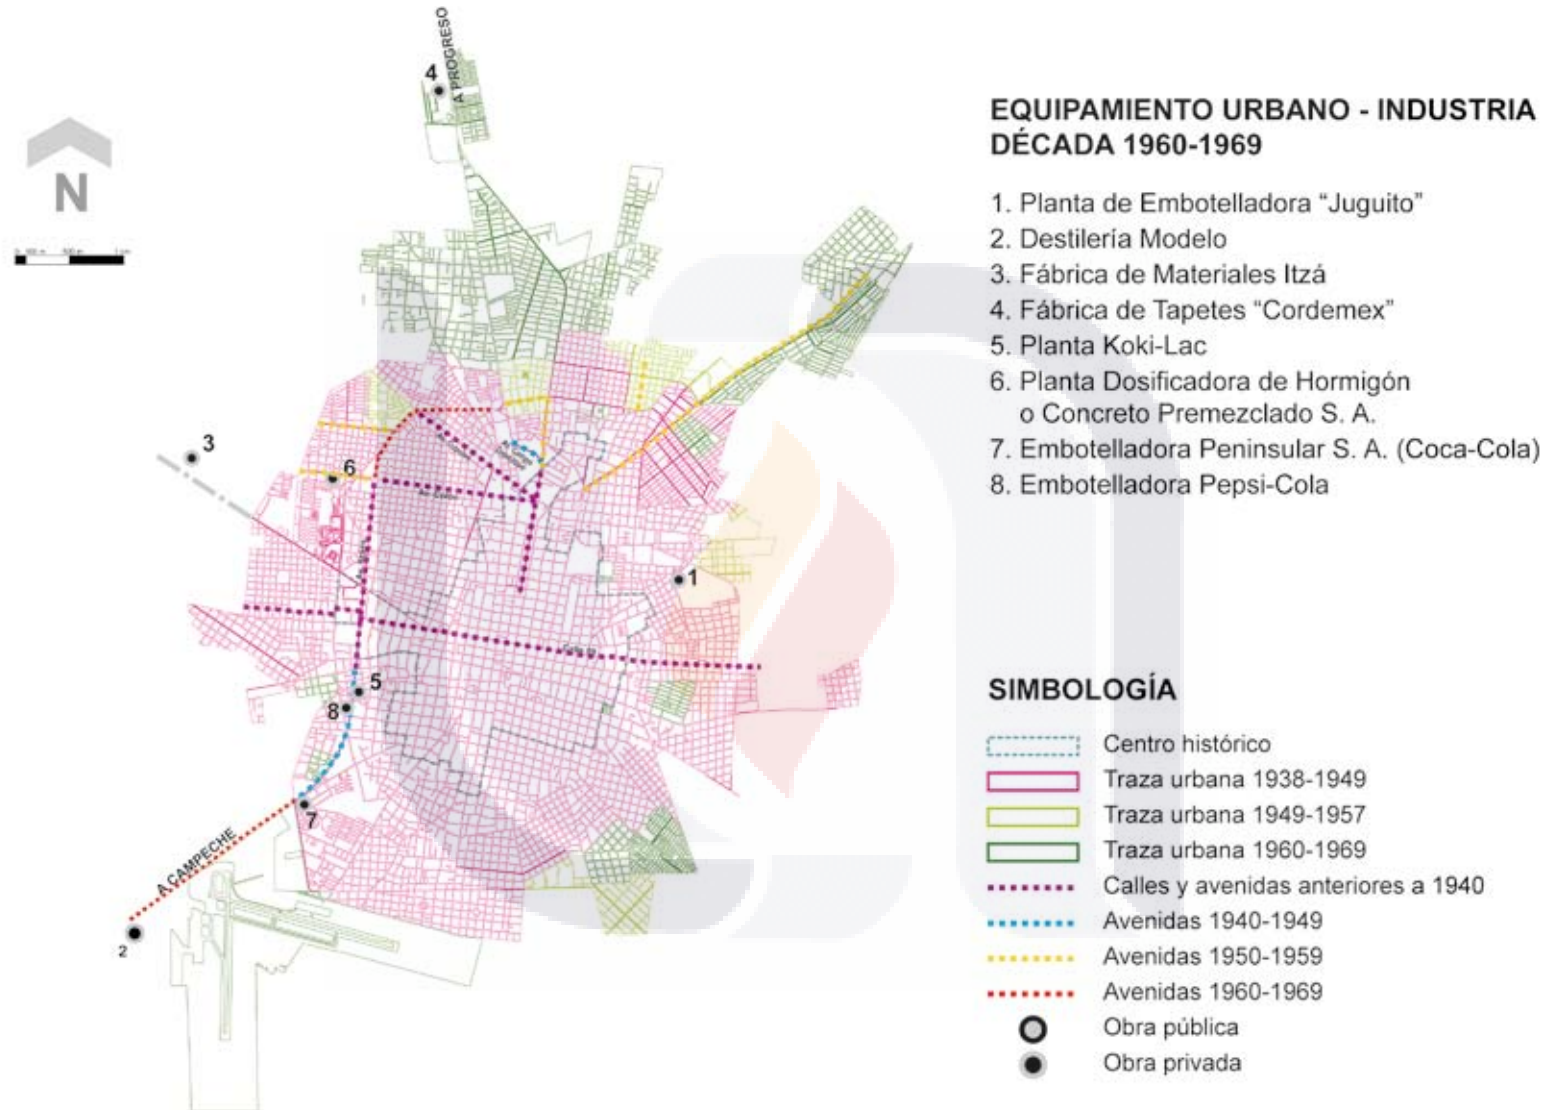 A PROGRESO
4
N
EQUIPAMIENTO URBANO - INDUSTRIA
DÉCADA 1960-1969
1. Planta de Embotelladora “Juguito”
2. Destilería Modelo
3. Fábrica de Materiales Itzá
4. Fábrica de Tapetes “Cordemex”
5. Planta Koki-Lac
6. Planta Dosificadora de Hormigón
o Concreto Premezclado S. A.
7. Embotelladora Peninsular S. A. (Coca-Cola)
8. Embotelladora Pepsi-Cola
3
6
1
5
8
7
A CAMPECHE
2
SIMBOLOGÍA
Centro histórico
Traza urbana 1938-1949
Traza urbana 1949-1957
Traza urbana 1960-1969
Calles y avenidas anteriores a 1940
Avenidas 1940-1949
Avenidas 1950-1959
Avenidas 1960-1969
Obra pública
Obra privada